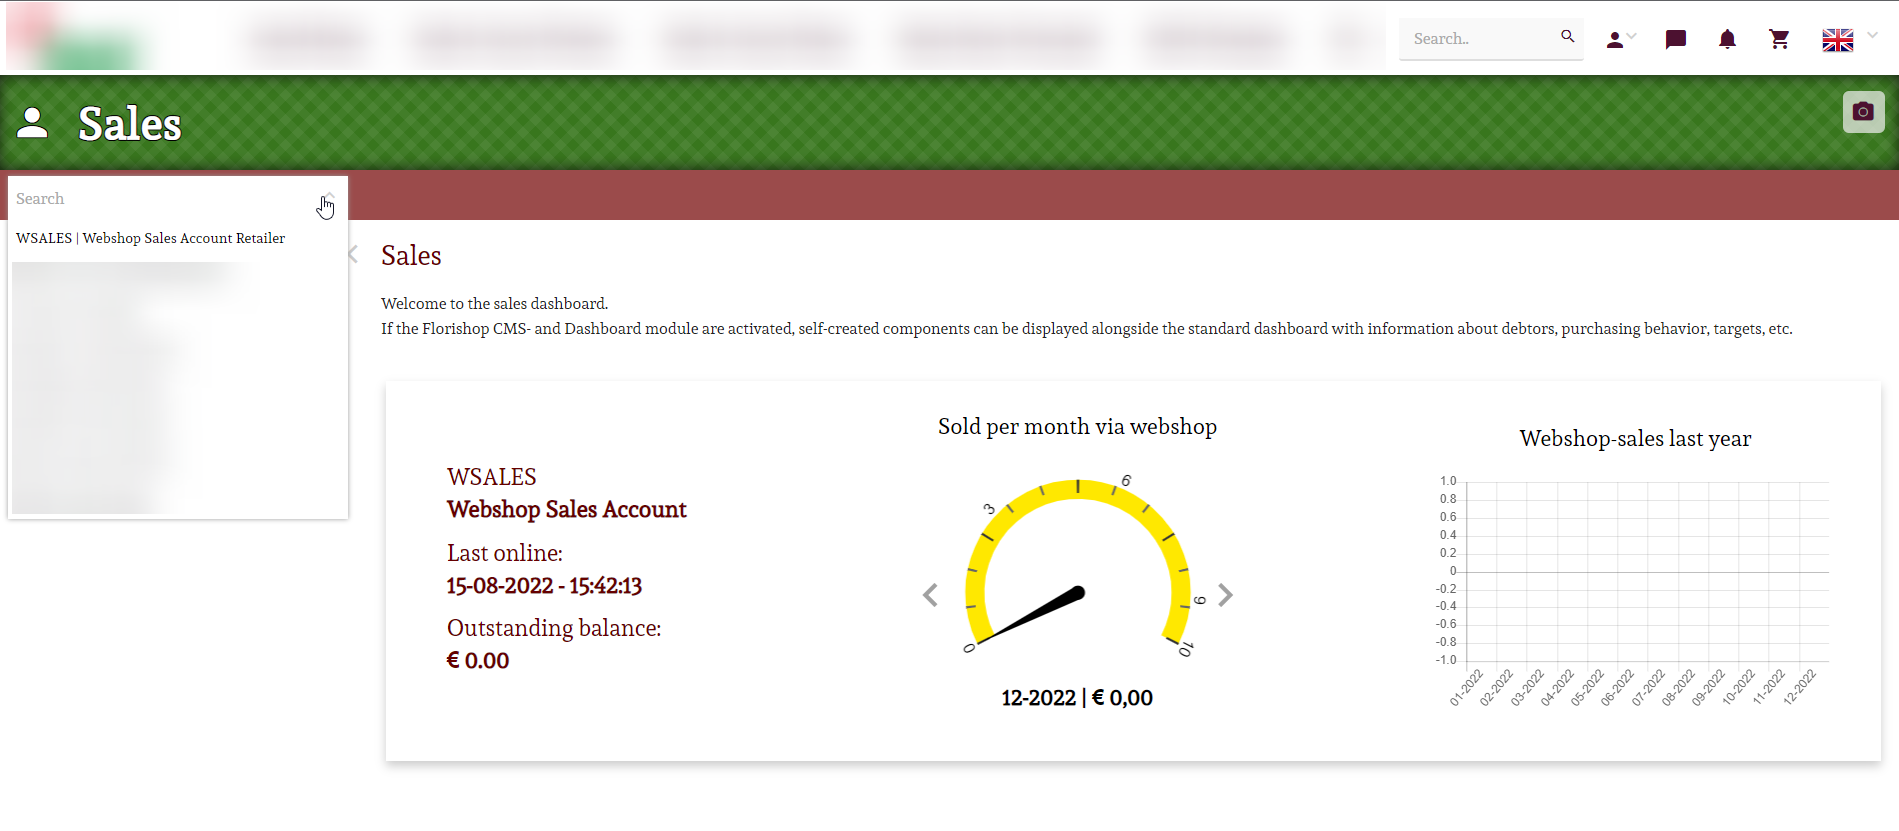 Search..
Sales
Search
WSALES | Webshop Sales Account Retailer
Sales
Welcome to the sales dashboard.
If the Florishop CMS- and Dashboard module are activated, self-created components can be displayed alongside the standard dashboard with information about debtors, purchasing behavior, targets, etc.
WSALES
Webshop Sales Account
Last online:
15-08-2022 - 15:42:13
Outstanding balance:
€ 0.00
Sold per month via webshop
0
3
6
9
10
12-2022 | € 0,00
Webshop-sales last year
1.0
0.8
0.6
0.4
0.2
0
-0.2
-0.4
-0.6
-0.8
-1.0
01-2022
02-2022
03-2022
04-2022
05-2022
06-2022
07-2022
08-2022
09-2022
10-2022
11-2022
12-2022